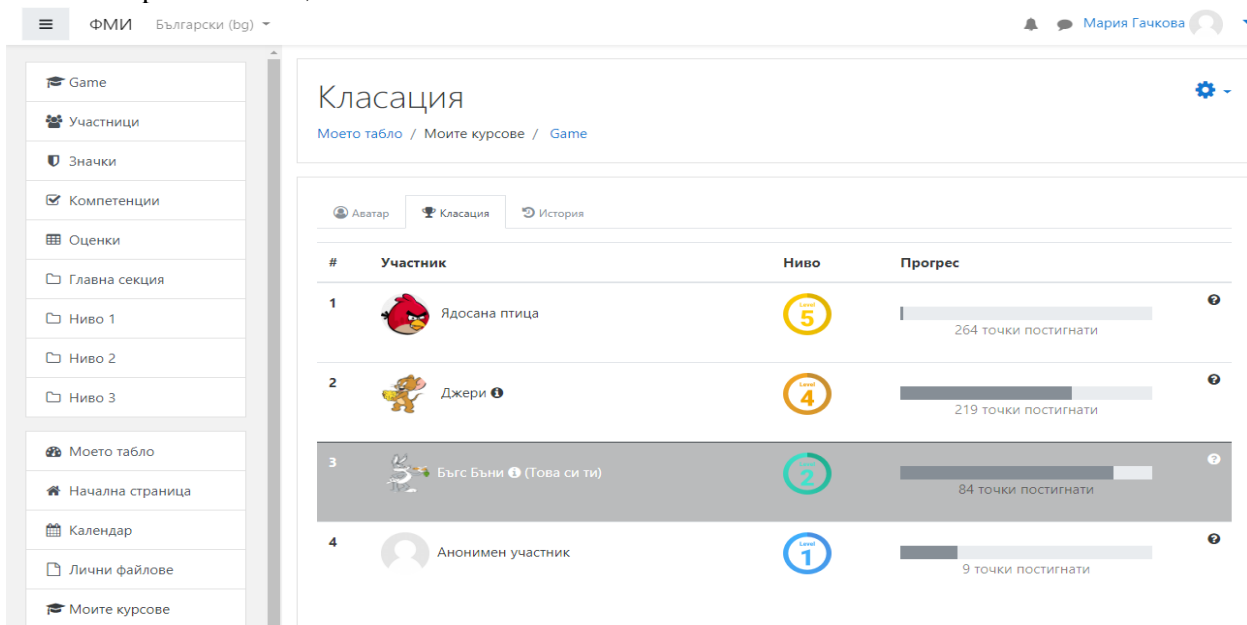 ФМИ Български (bg)
Мария Гачкова
Game
Участници
Значки
Компетенции
Оценки
Главна секция
Ниво 1
Ниво 2
Ниво 3
Моето табло
Начална страница
Календар
Лични файлове
Моите курсове
Класация
Моето табло / Моите курсове / Game
Аватар Класация История
# Участник Ниво Прогрес
1 Ядосана птица Level 5
264 точки постигнати
2 Джери Level 4
219 точки постигнати
3 Бъгс Бъни (Това си ти) Level 2
84 точки постигнати
4 Анонимен участник Level 1
9 точки постигнати